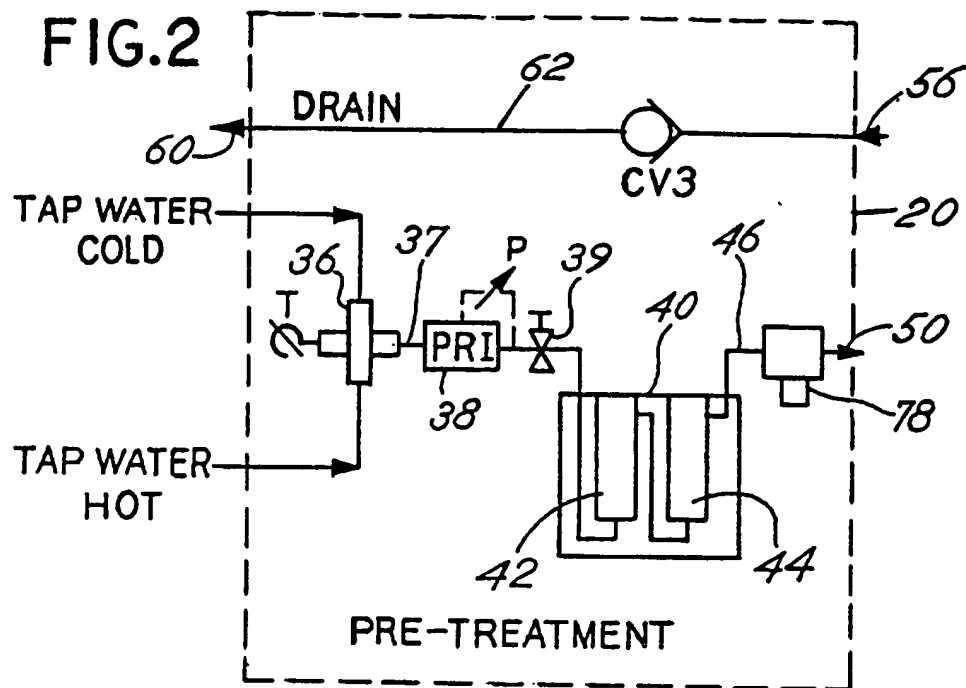 FIG.2
62
56
DRAIN
60
CV3
TAP WATER
COLD
20
36
37
P
39
46
T
40
50
PRI
38
78
TAP WATER
HOT
42
44
PRE-TREATMENT